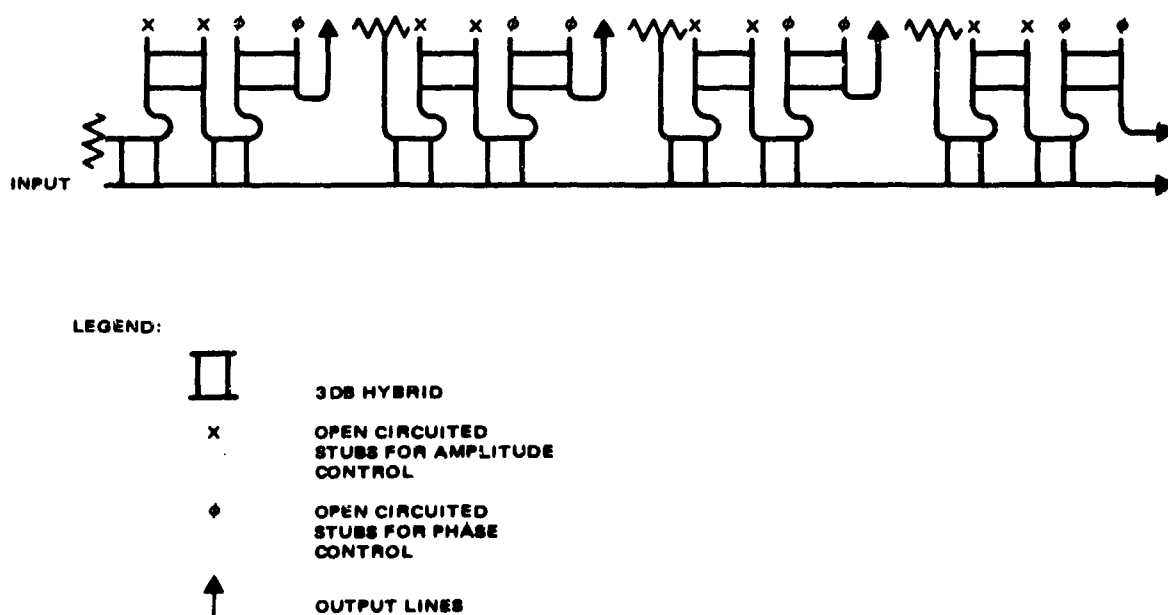 X X ϕ ϕ X X ϕ ϕ X X ϕ ϕ X X ϕ ϕ
INPUT
LEGEND:
3DB HYBRID
X OPEN CIRCUITED
STUBS FOR AMPLITUDE
CONTROL
ϕ OPEN CIRCUITED
STUBS FOR PHASE
CONTROL
OUTPUT LINES